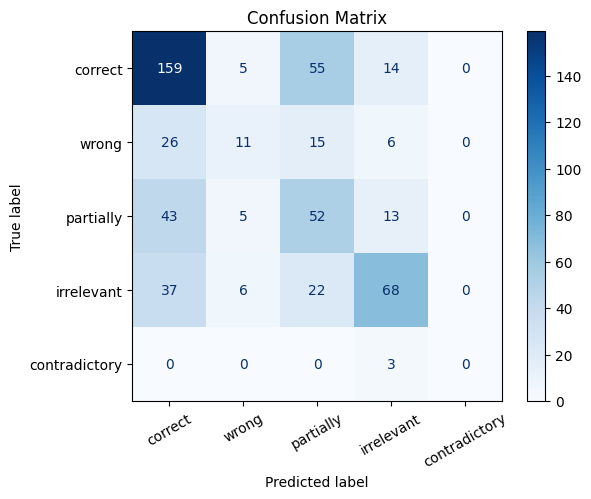 Confusion Matrix
correct 159 5 55 14 0
wrong 26 11 15 6 0
partially 43 5 52 13 0
irrelevant 37 6 22 68 0
contradictory 0 0 0 3 0
correct wrong partially irrelevant contradictory
Predicted label
True label
140
120
100
80
60
40
20
0